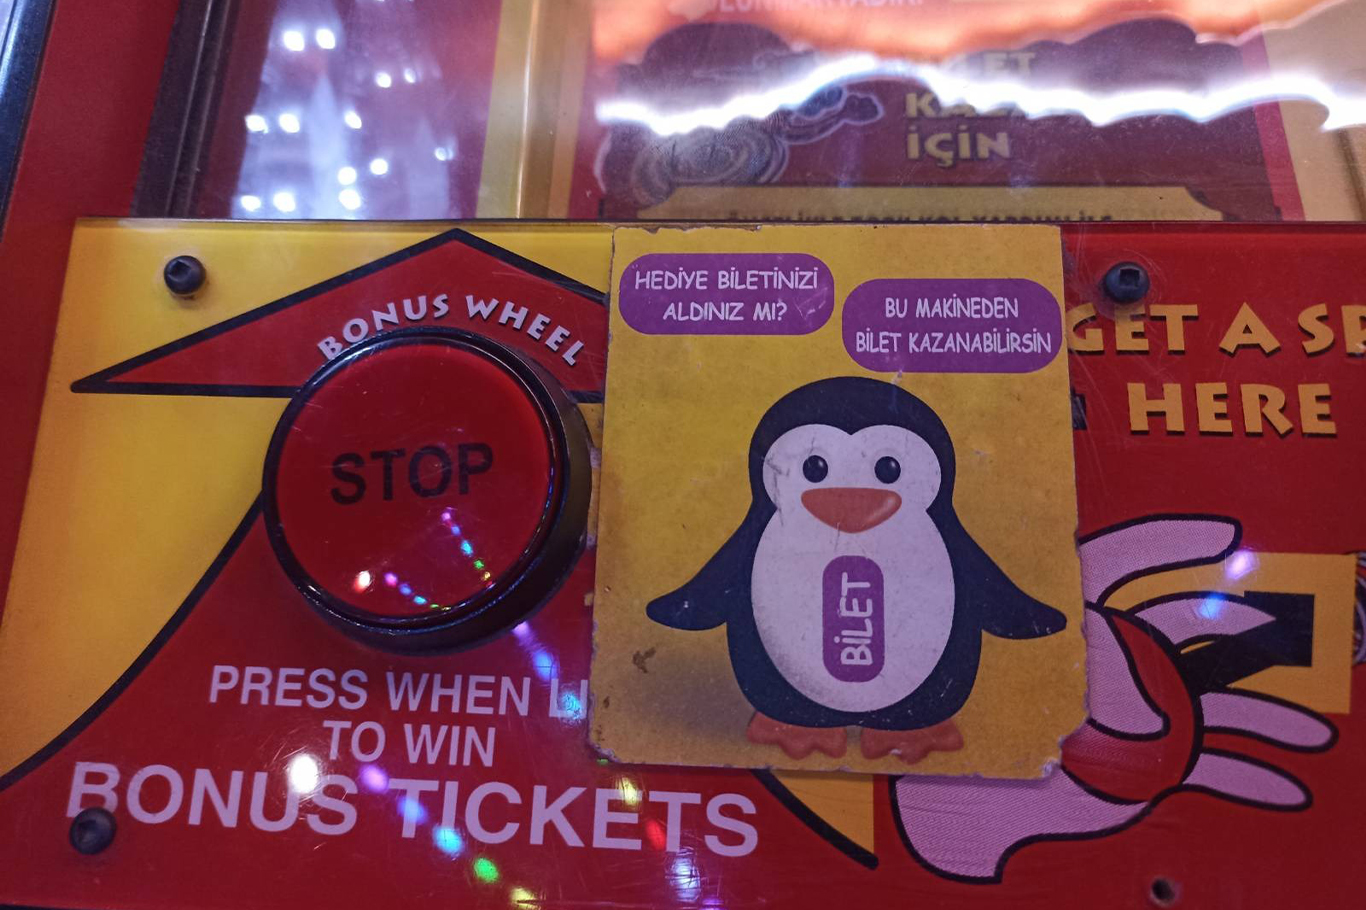 İÇİN
BONUS WHEEL
STOP
PRESS WHEN
TO WIN
BONUS TICKETS
HEDİYE BİLETİNİZİ
ALDINIZ MI?
BU MAKİNEDEN
BİLET KAZANABİLİRSİN
BİLET
GET A
HERE